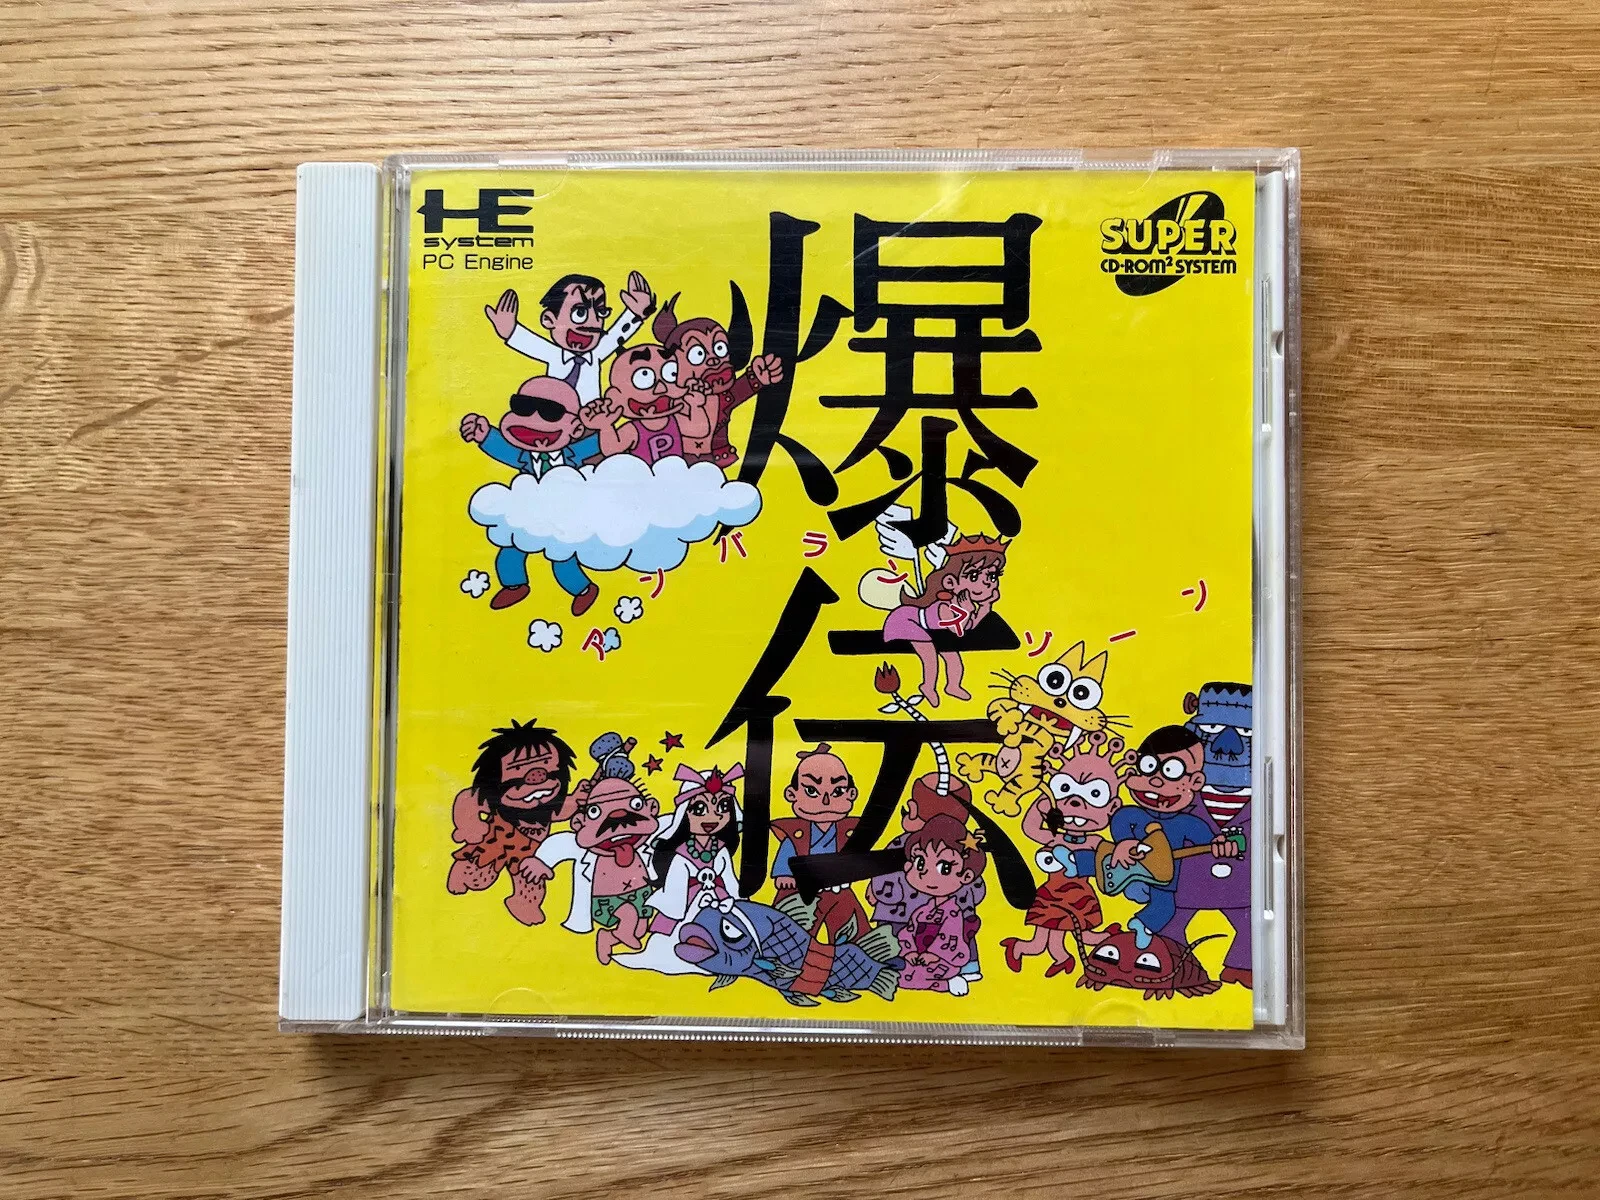 HE
system
PC Engine
SUPER
CD-ROM² SYSTEM
爆伝
アンバランスゾーン
P